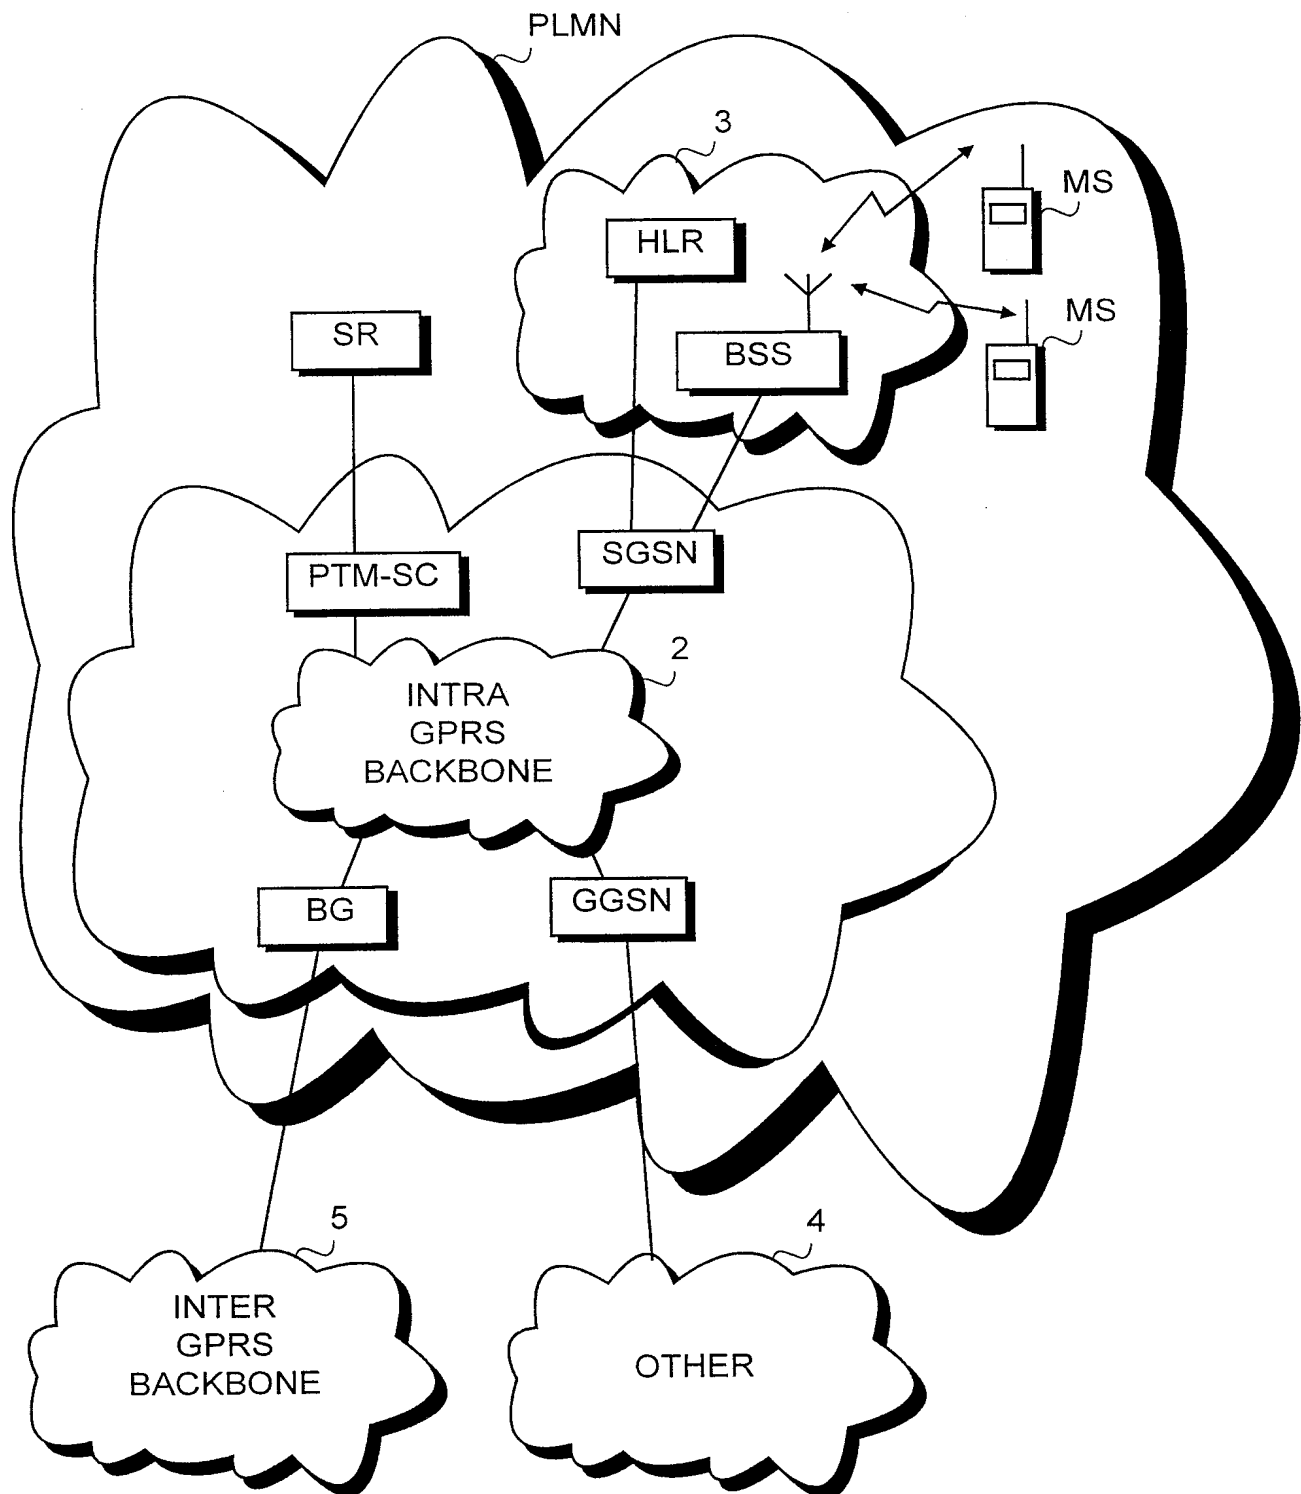 PLMN
3
MS
HLR
MS
SR
BSS
SGSN
PTM-SC
2
INTRA
GPRS
BACKBONE
BG
GGSN
5
4
INTER
GPRS
BACKBONE
OTHER